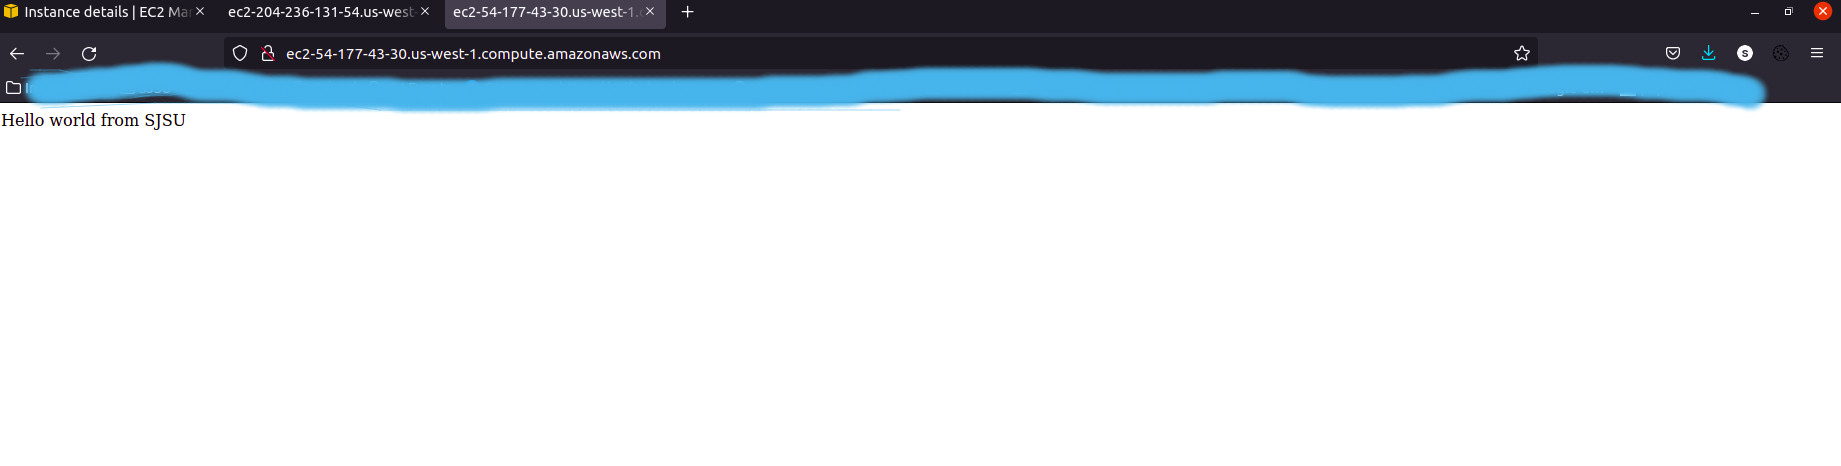 Instance details | EC2 Mar
ec2-204-236-131-54.us-west-
ec2-54-177-43-30.us-west-1.c
ec2-54-177-43-30.us-west-1.compute.amazonaws.com
S
Hello world from SJSU